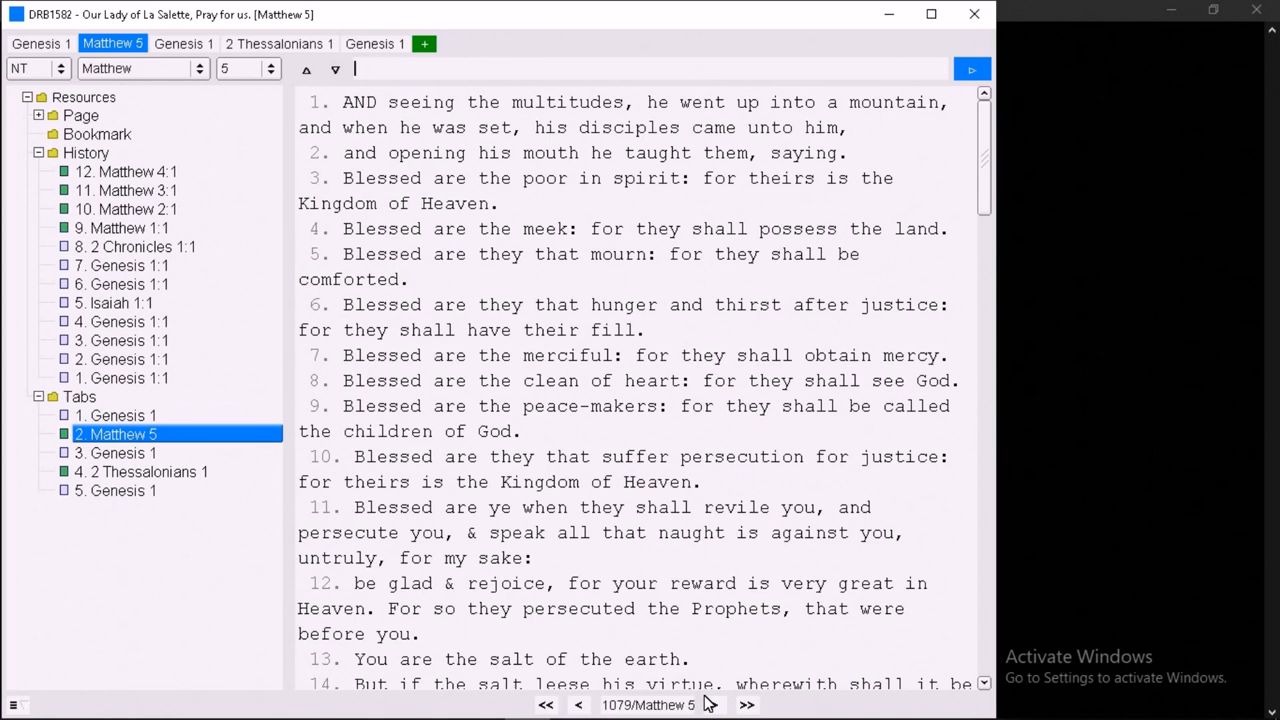 DRB1582 - Our Lady of La Salette, Pray for us. [Matthew 5]
Genesis 1 Matthew 5 Genesis 1 2 Thessalonians 1 Genesis 1 +
NT Matthew 5
Resources
Page
Bookmark
History
12. Matthew 4:1
11. Matthew 3:1
10. Matthew 2:1
9. Matthew 1:1
8. 2 Chronicles 1:1
7. Genesis 1:1
6. Genesis 1:1
5. Isaiah 1:1
4. Genesis 1:1
3. Genesis 1:1
2. Genesis 1:1
1. Genesis 1:1
Tabs
1. Genesis 1
2. Matthew 5
3. Genesis 1
4. 2 Thessalonians 1
5. Genesis 1
1. AND seeing the multitudes, he went up into a mountain,
and when he was set, his disciples came unto him,
2. and opening his mouth he taught them, saying.
3. Blessed are the poor in spirit: for theirs is the
Kingdom of Heaven.
4. Blessed are the meek: for they shall possess the land.
5. Blessed are they that mourn: for they shall be
comforted.
6. Blessed are they that hunger and thirst after justice:
for they shall have their fill.
7. Blessed are the merciful: for they shall obtain mercy.
8. Blessed are the clean of heart: for they shall see God.
9. Blessed are the peace-makers: for they shall be called
the children of God.
10. Blessed are they that suffer persecution for justice:
for theirs is the Kingdom of Heaven.
11. Blessed are ye when they shall revile you, and
persecute you, & speak all that naught is against you,
untruly, for my sake:
12. be glad & rejoice, for your reward is very great in
Heaven. For so they persecuted the Prophets, that were
before you.
13. You are the salt of the earth.
14. But if the salt leese his virtue, wherewith shall it be
<< < 1079/Matthew 5 > >>
Activate Windows
Go to Settings to activate Windows.